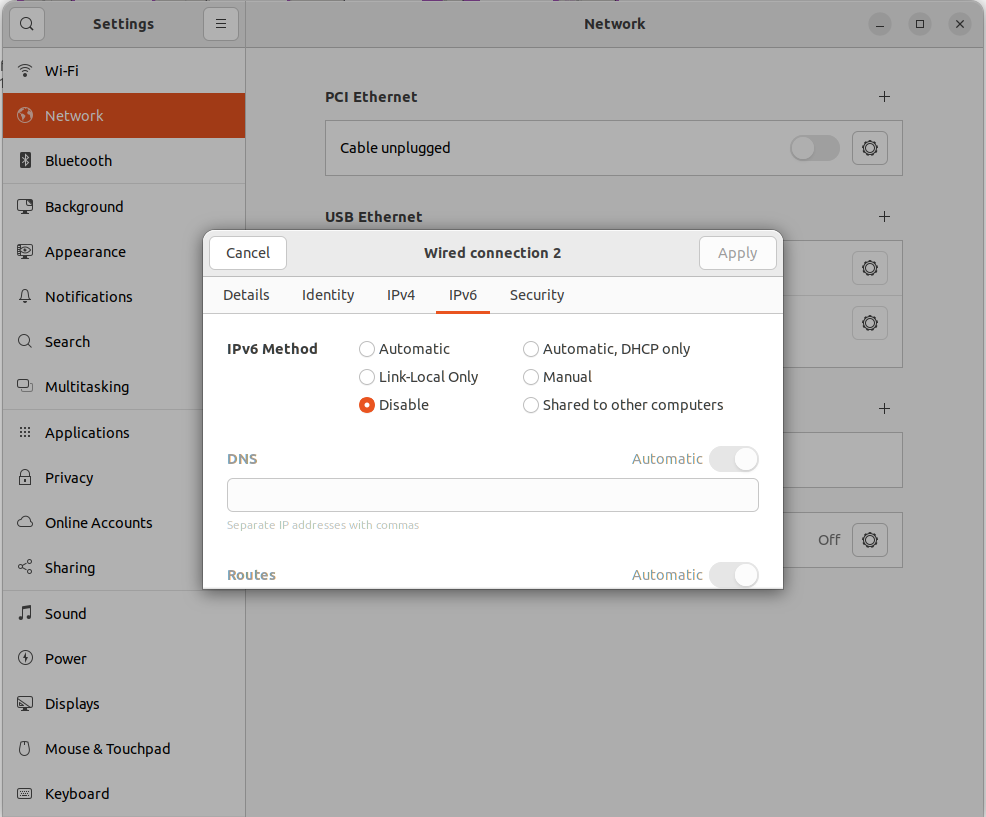 Settings
Network
Wi-Fi
Network
Bluetooth
Background
Appearance
Notifications
Search
Multitasking
Applications
Privacy
Online Accounts
Sharing
Sound
Power
Displays
Mouse & Touchpad
Keyboard
PCI Ethernet
Cable unplugged
USB Ethernet
Off
Cancel
Wired connection 2
Apply
Details
Identity
IPv4
IPv6
Security
IPv6 Method
Automatic
Automatic, DHCP only
Link-Local Only
Manual
Disable
Shared to other computers
DNS
Automatic
Separate IP addresses with commas
Routes
Automatic